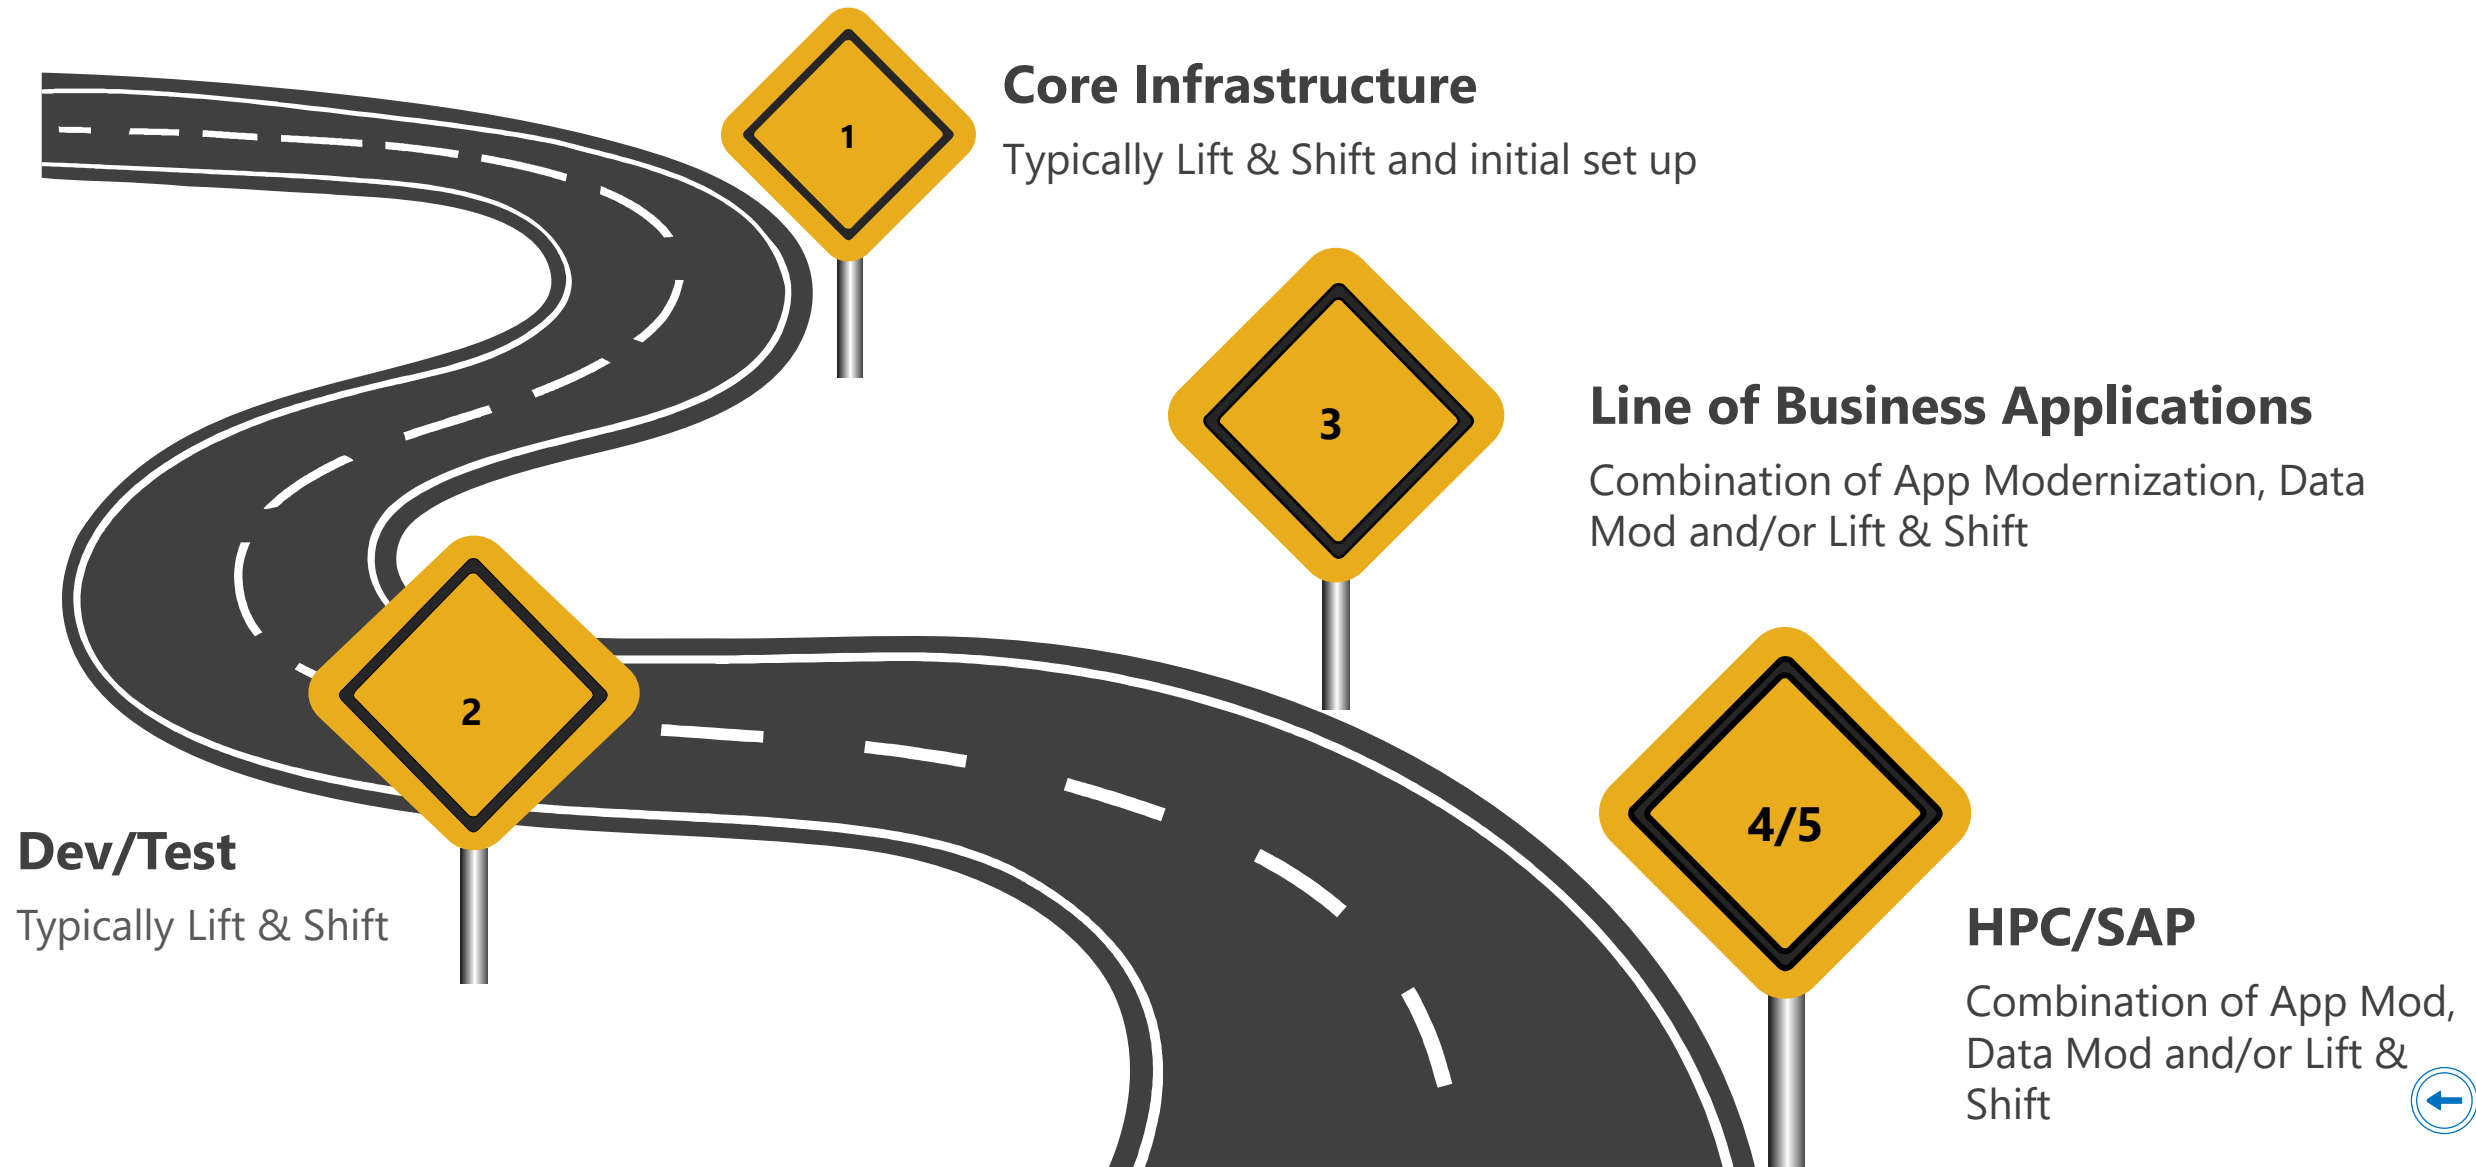 1
Core Infrastructure
Typically Lift & Shift and initial set up
3
Line of Business Applications
Combination of App Modernization, Data
Mod and/or Lift & Shift
2
Dev/Test
Typically Lift & Shift
4/5
HPC/SAP
Combination of App Mod,
Data Mod and/or Lift &
Shift